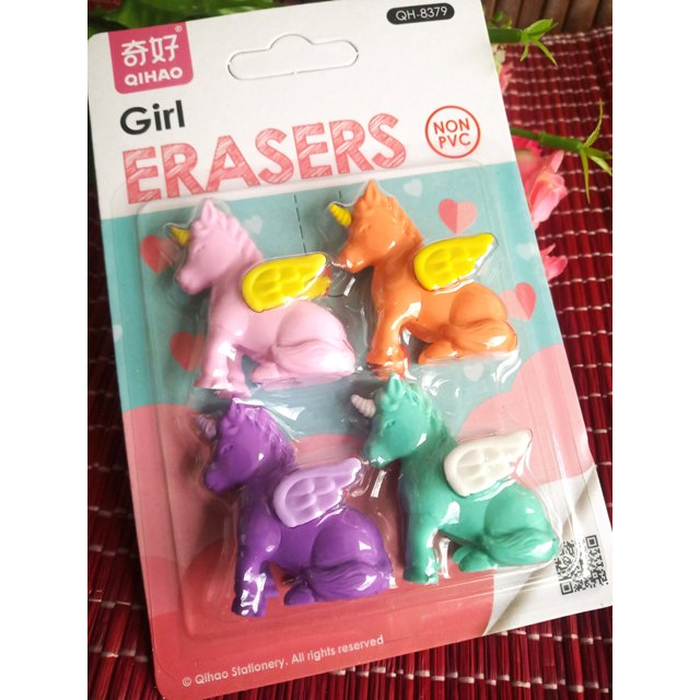 奇好®
QIHAO
QH-8379
Girl
ERASERS
NON
PVC
© Qihao Stationery. All rights reserved